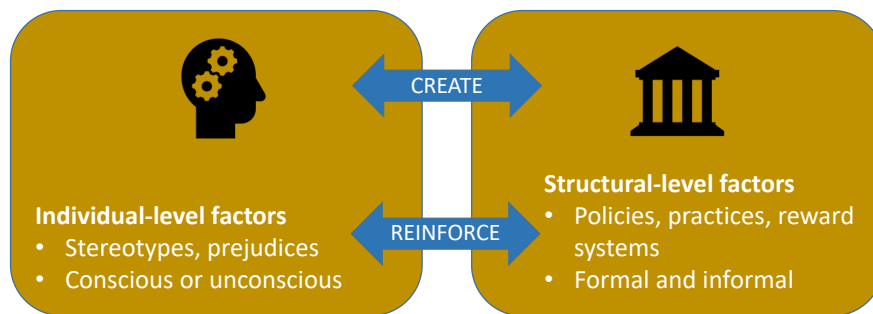 CREATE
Individual-level factors
• Stereotypes, prejudices
• Conscious or unconscious
REINFORCE
Structural-level factors
• Policies, practices, reward
systems
• Formal and informal